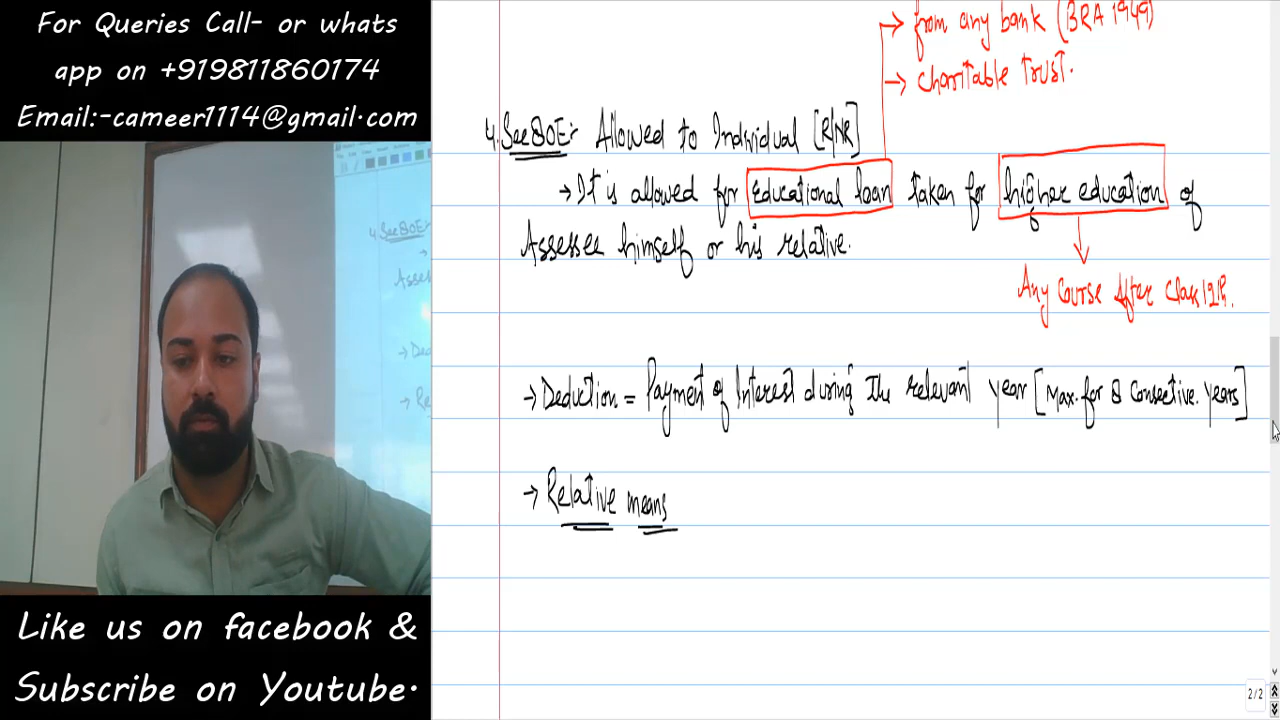 For Queries Call- or whats
app on +919811860174
Email:-cameer1114@gmail.com
→ from any bank (BRA 1949)
→ charitable trust.
4. Sec 80E:- Allowed to Individual [R/NR]
→ It is allowed for Educational loan taken for higher education of
Assessee himself or his relative.
Any Course After Class 12th.
→ Deduction = Payment of Interest during the relevant year [Max. for 8 Consective. years]
→ Relative means
Like us on facebook &
Subscribe on Youtube.
2/2